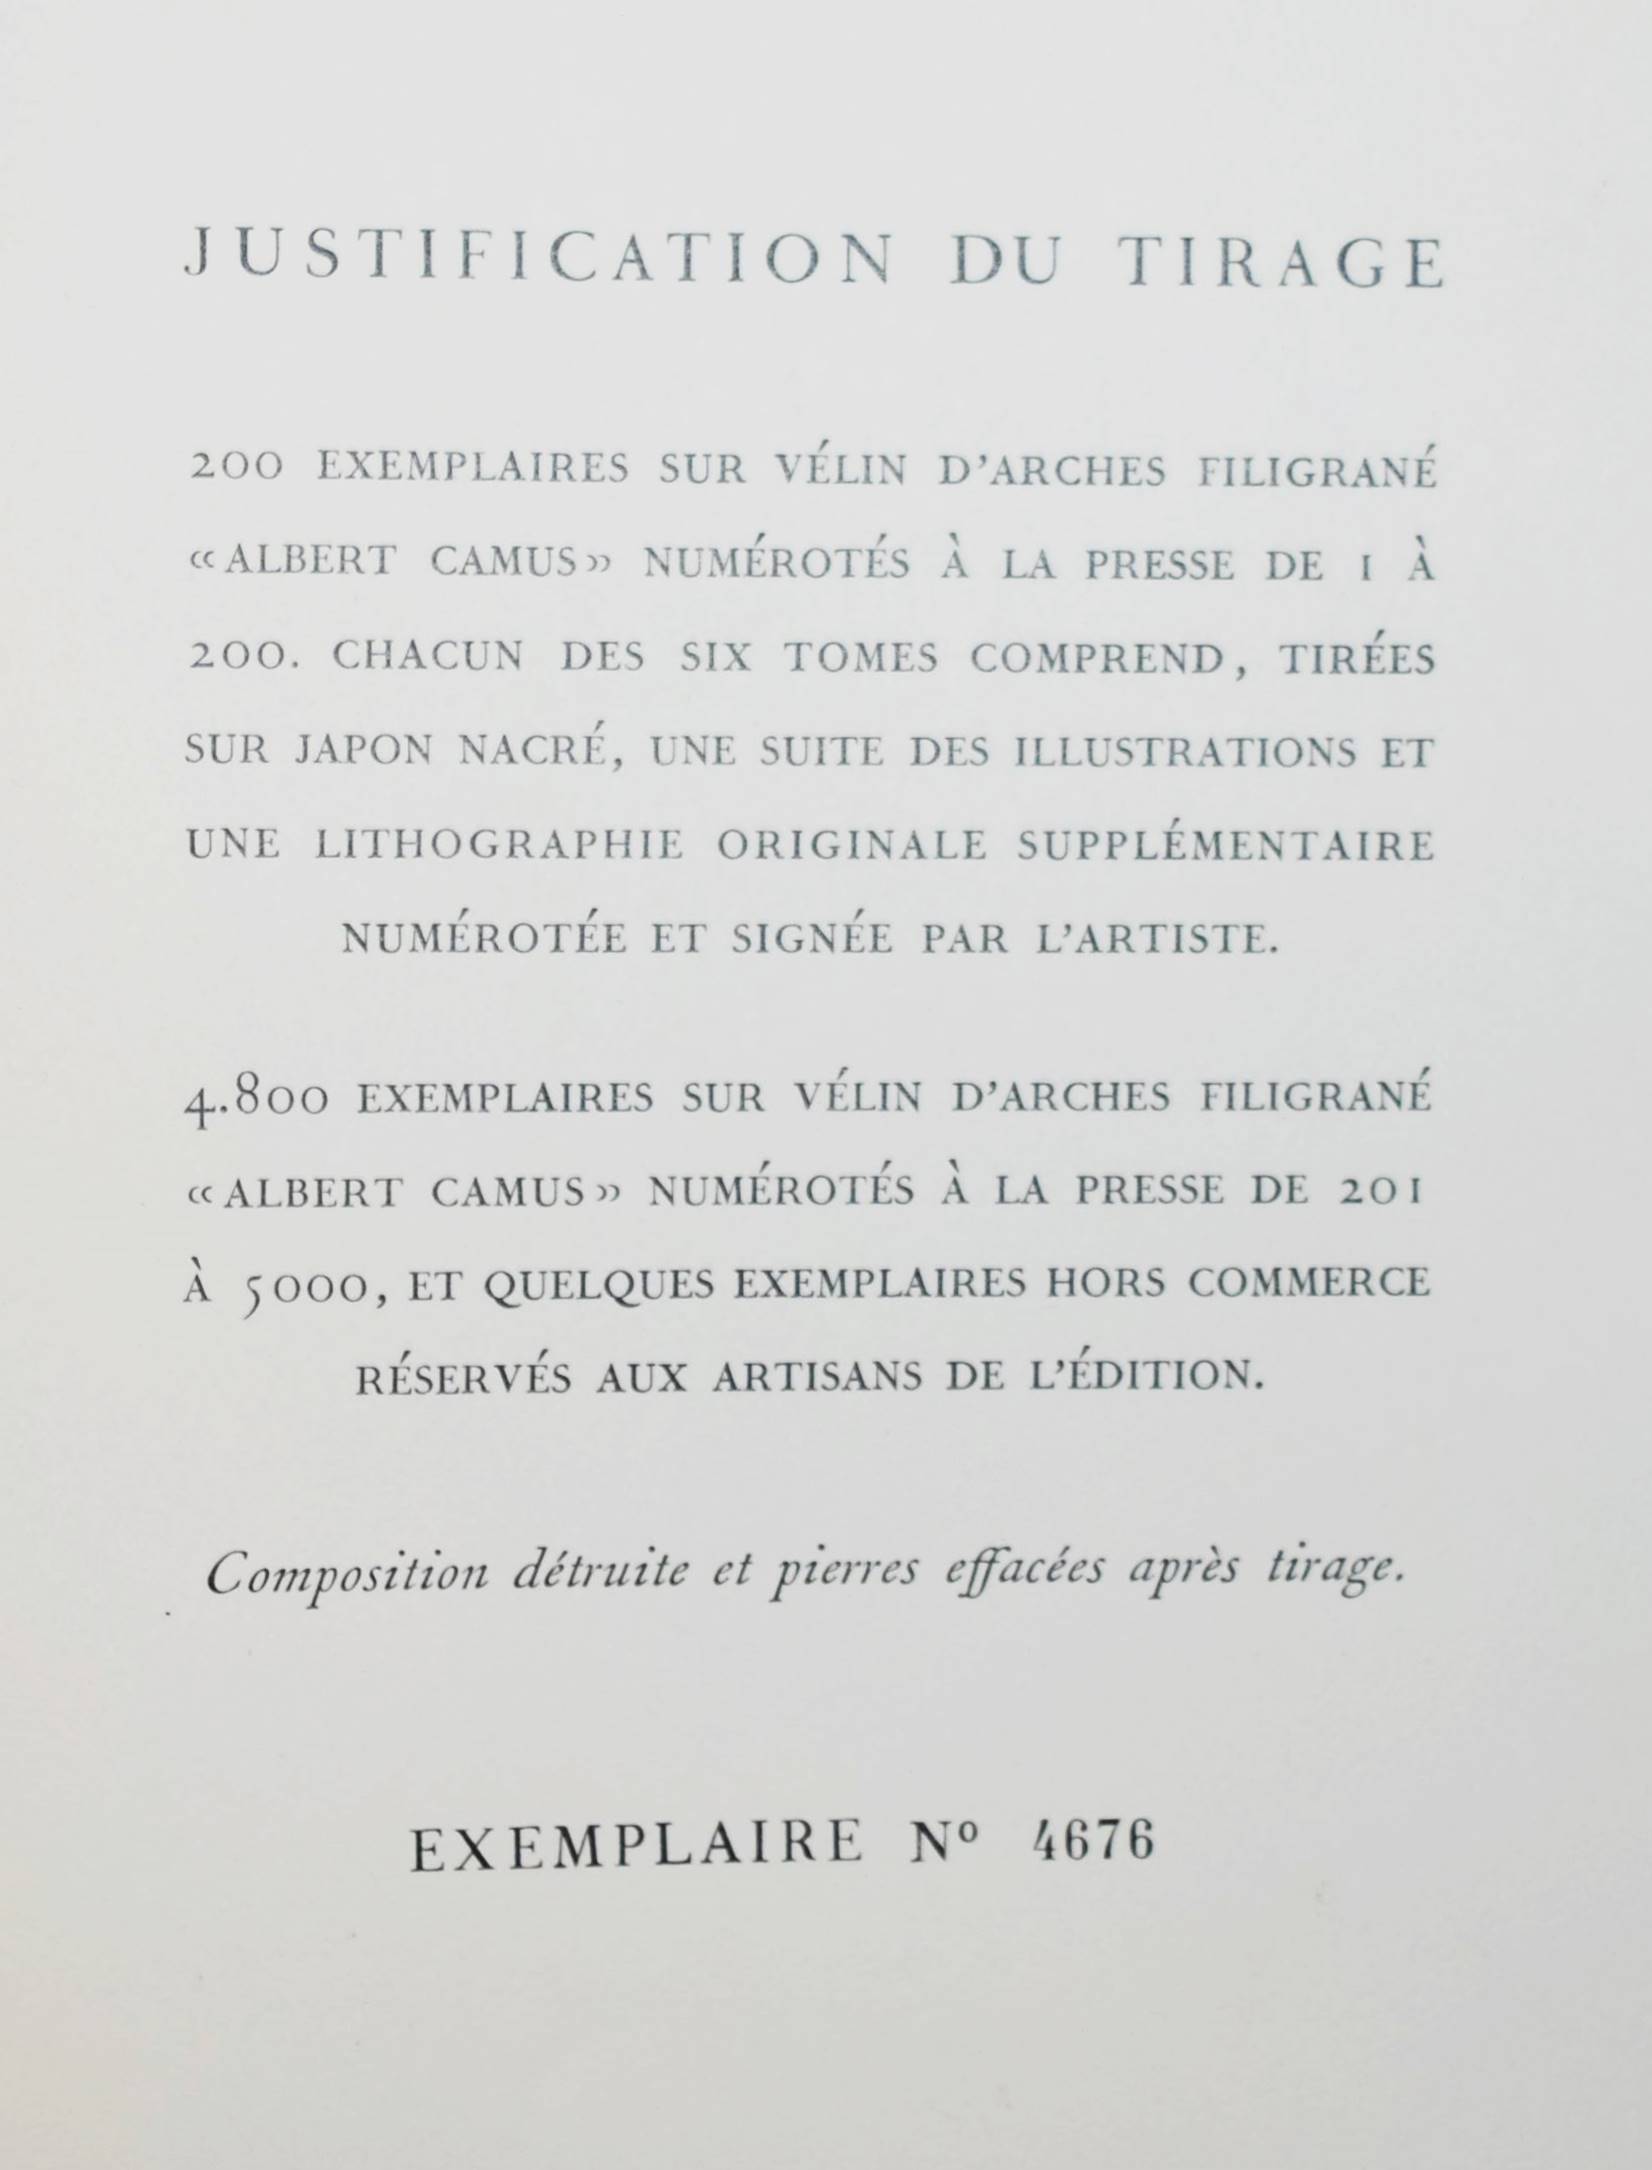 JUSTIFICATION DU TIRAGE
200 EXEMPLAIRES SUR VÉLIN D'ARCHES FILIGRANÉ
«ALBERT CAMUS» NUMÉROTÉS À LA PRESSE DE 1 À
200. CHACUN DES SIX TOMES COMPREND, TIRÉES
SUR JAPON NACRÉ, UNE SUITE DES ILLUSTRATIONS ET
UNE LITHOGRAPHIE ORIGINALE SUPPLÉMENTAIRE
NUMÉROTÉE ET SIGNÉE PAR L'ARTISTE.
4.800 EXEMPLAIRES SUR VÉLIN D'ARCHES FILIGRANÉ
«ALBERT CAMUS» NUMÉROTÉS À LA PRESSE DE 201
À 5000, ET QUELQUES EXEMPLAIRES HORS COMMERCE
RÉSERVÉS AUX ARTISANS DE L'ÉDITION.
Composition détruite et pierres effacées après tirage.
EXEMPLAIRE Nº 4676